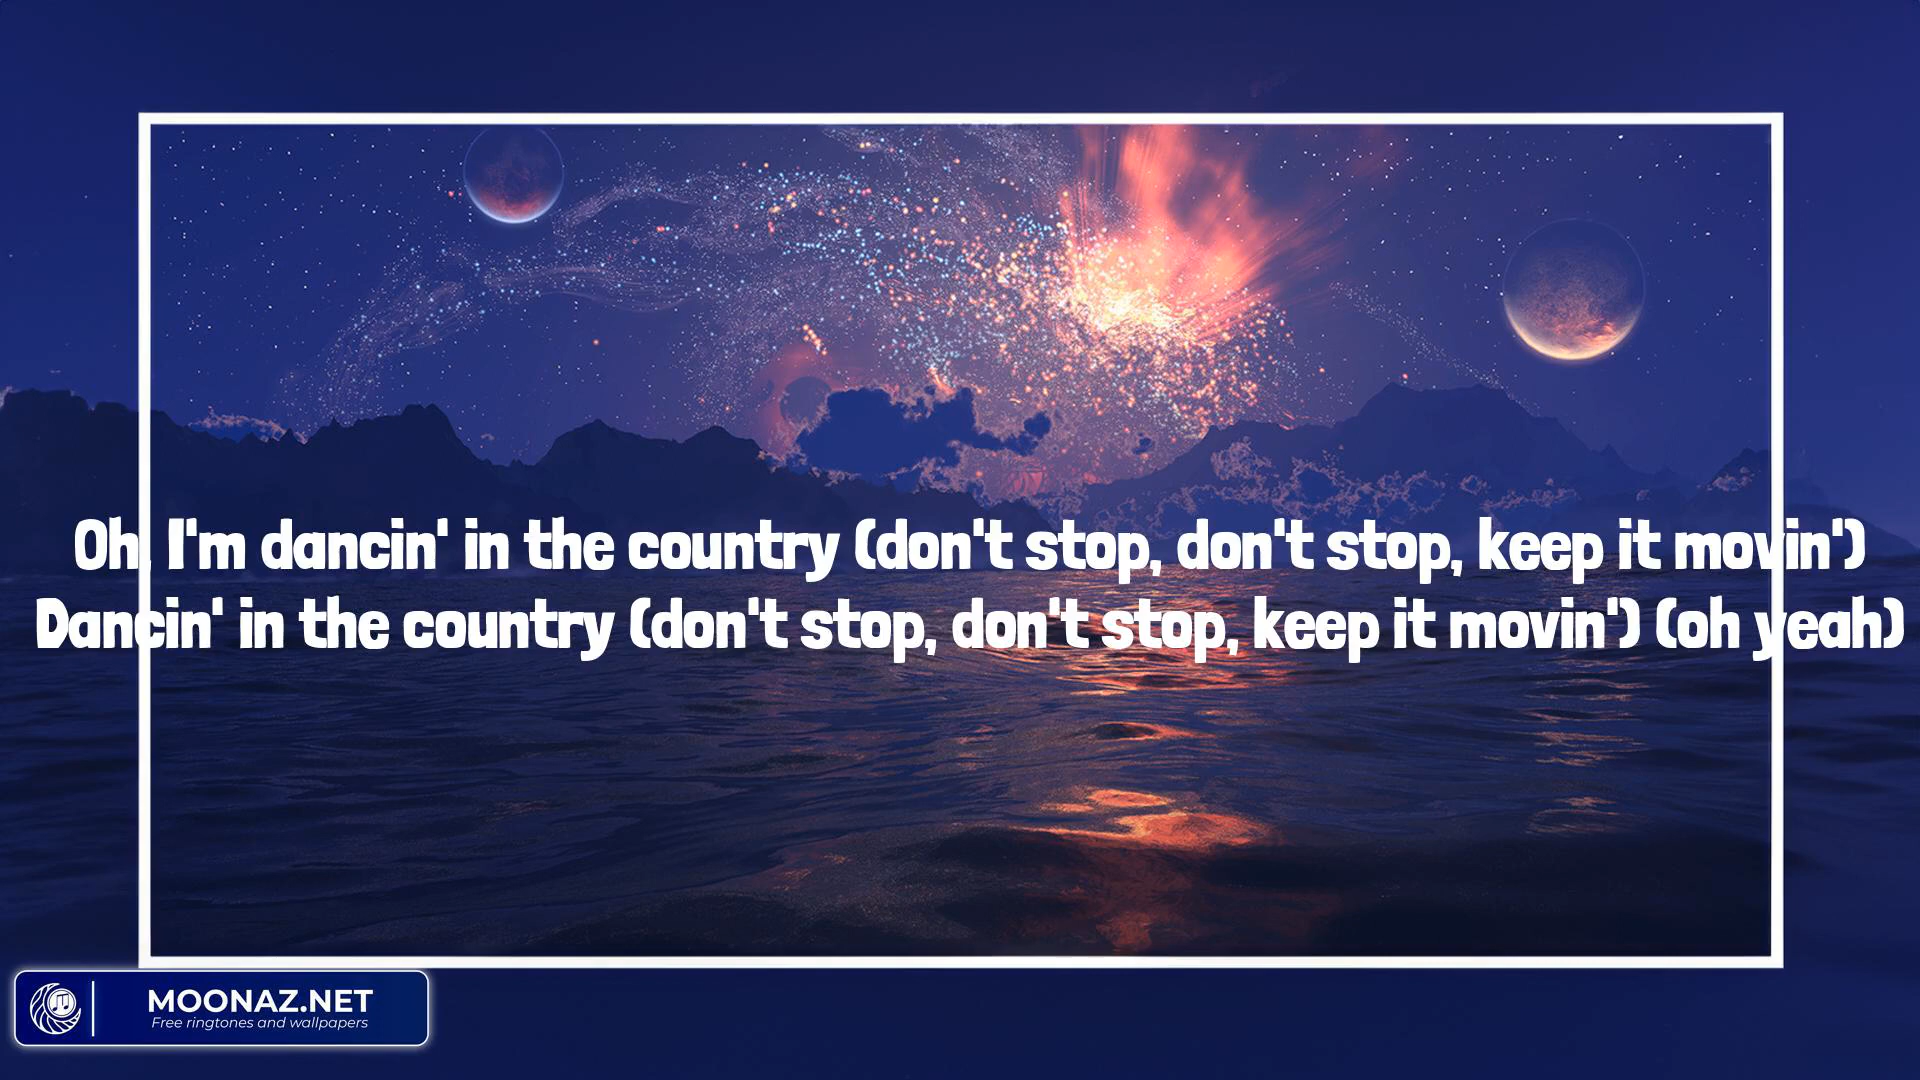 Oh, I'm dancin' in the country (don't stop, don't stop, keep it movin')
Dancin' in the country (don't stop, don't stop, keep it movin') (oh yeah)
MOONAZ.NET
Free ringtones and wallpapers